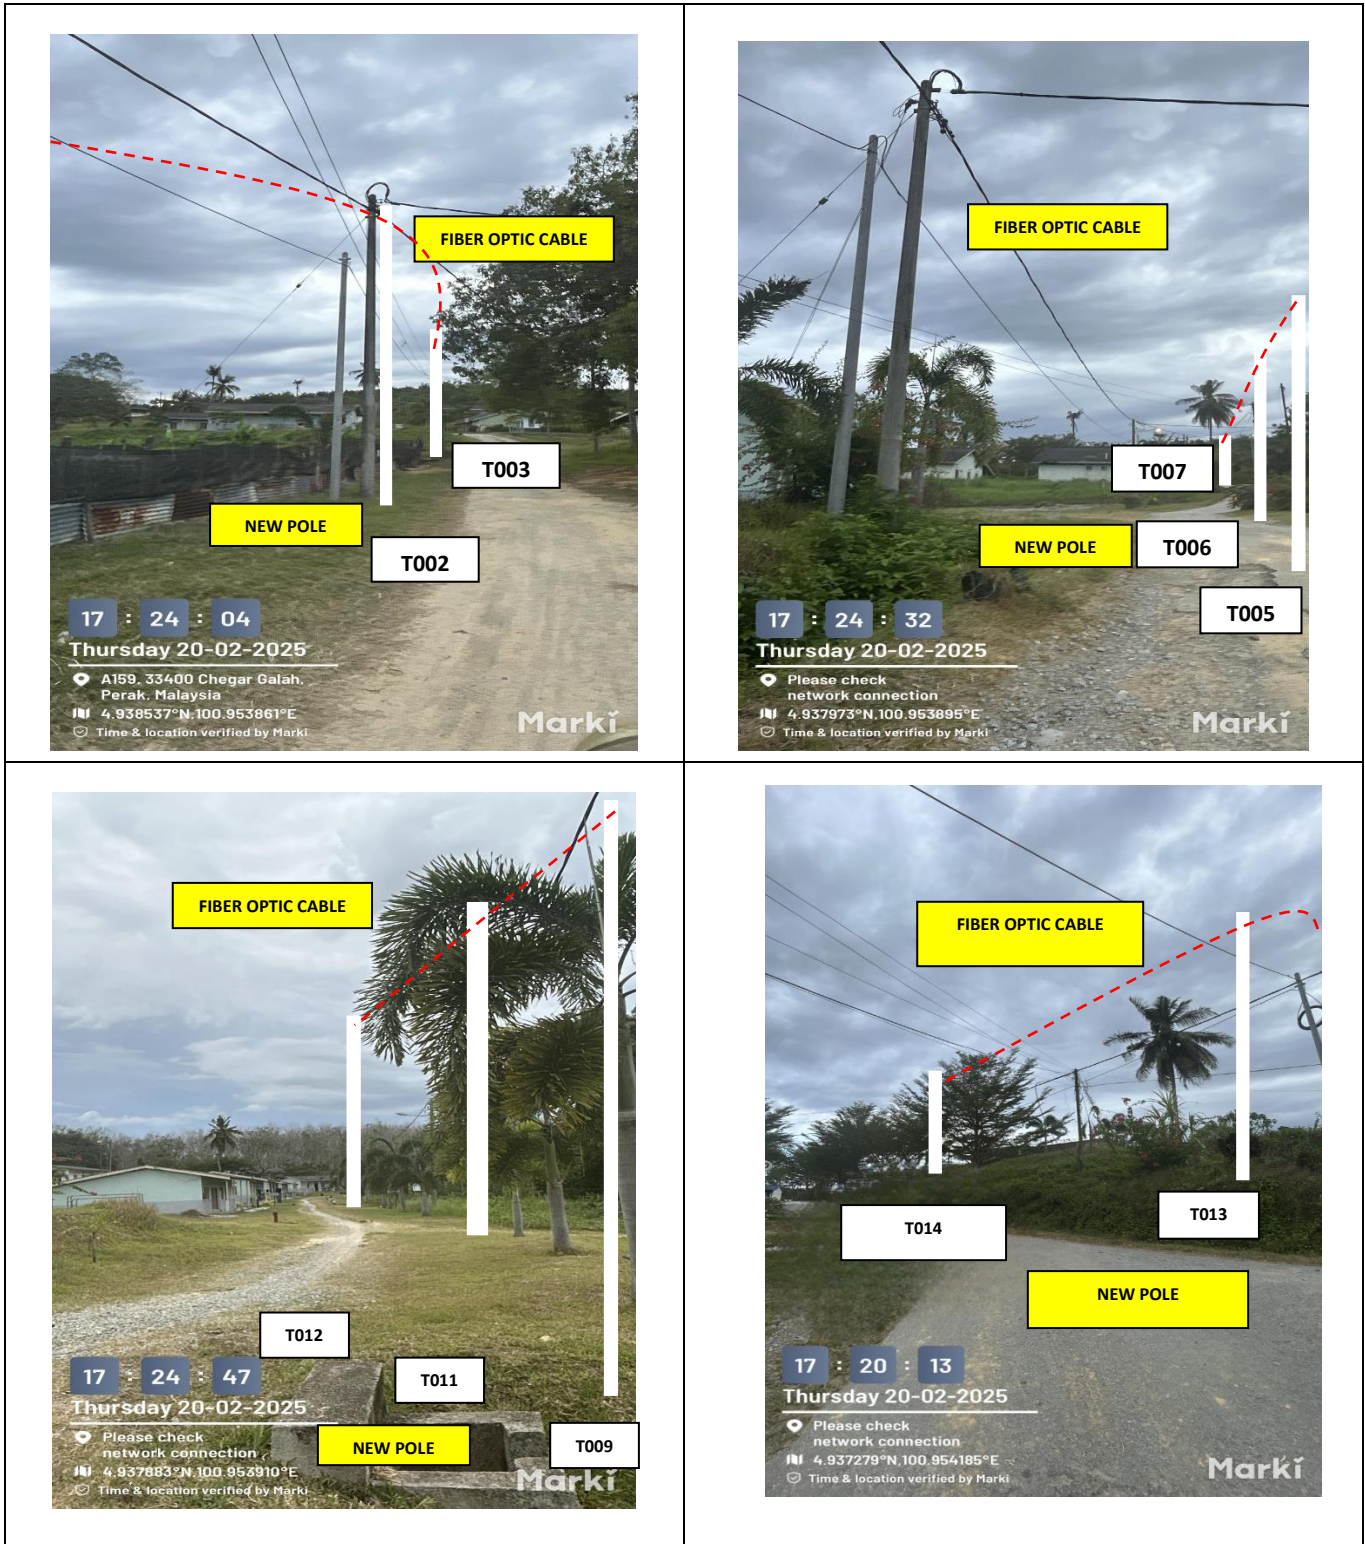 FIBER OPTIC CABLE
T003
NEW POLE
T002
17 : 24 : 04
Thursday 20-02-2025
A159, 33400 Chegar Galah,
Perak, Malaysia
4.938537°N,100.953861°E
Time & location verified by Marki
Marki
FIBER OPTIC CABLE
T007
NEW POLE
T006
T005
17 : 24 : 32
Thursday 20-02-2025
Please check
network connection
4.937973°N,100.953895°E
Time & location verified by Marki
Marki
FIBER OPTIC CABLE
T012
T011
NEW POLE
T009
17 : 24 : 47
Thursday 20-02-2025
Please check
network connection
4.937883°N,100.953910°E
Time & location verified by Marki
Marki
FIBER OPTIC CABLE
T014
T013
NEW POLE
17 : 20 : 13
Thursday 20-02-2025
Please check
network connection
4.937279°N,100.954185°E
Time & location verified by Marki
Marki